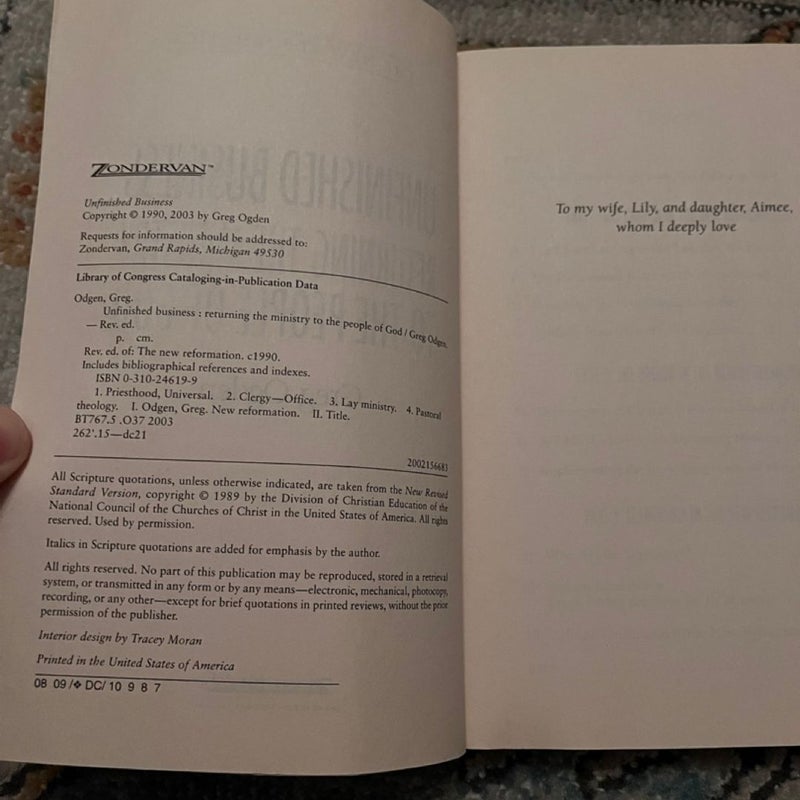 ZONDERVAN™
Unfinished Business
Copyright © 1990, 2003 by Greg Ogden
Requests for information should be addressed to:
Zondervan, Grand Rapids, Michigan 49530
Library of Congress Cataloging-in-Publication Data
Odgen, Greg.
Unfinished business : returning the ministry to the people of God / Greg Odgen.
— Rev. ed.
p. cm.
Rev. ed. of: The new reformation. c1990.
Includes bibliographical references and indexes.
ISBN 0-310-24619-9
1. Priesthood, Universal. 2. Clergy—Office. 3. Lay ministry. 4. Pastoral
theology. I. Odgen, Greg. New reformation. II. Title.
BT767.5 .O37 2003
262'.15—dc21
2002156683
All Scripture quotations, unless otherwise indicated, are taken from the New Revised
Standard Version, copyright © 1989 by the Division of Christian Education of the
National Council of the Churches of Christ in the United States of America. All rights
reserved. Used by permission.
Italics in Scripture quotations are added for emphasis by the author.
All rights reserved. No part of this publication may be reproduced, stored in a retrieval
system, or transmitted in any form or by any means—electronic, mechanical, photocopy,
recording, or any other—except for brief quotations in printed reviews, without the prior
permission of the publisher.
Interior design by Tracey Moran
Printed in the United States of America
08 09 /❖ DC/ 10 9 8 7
To my wife, Lily, and daughter, Aimee,
whom I deeply love